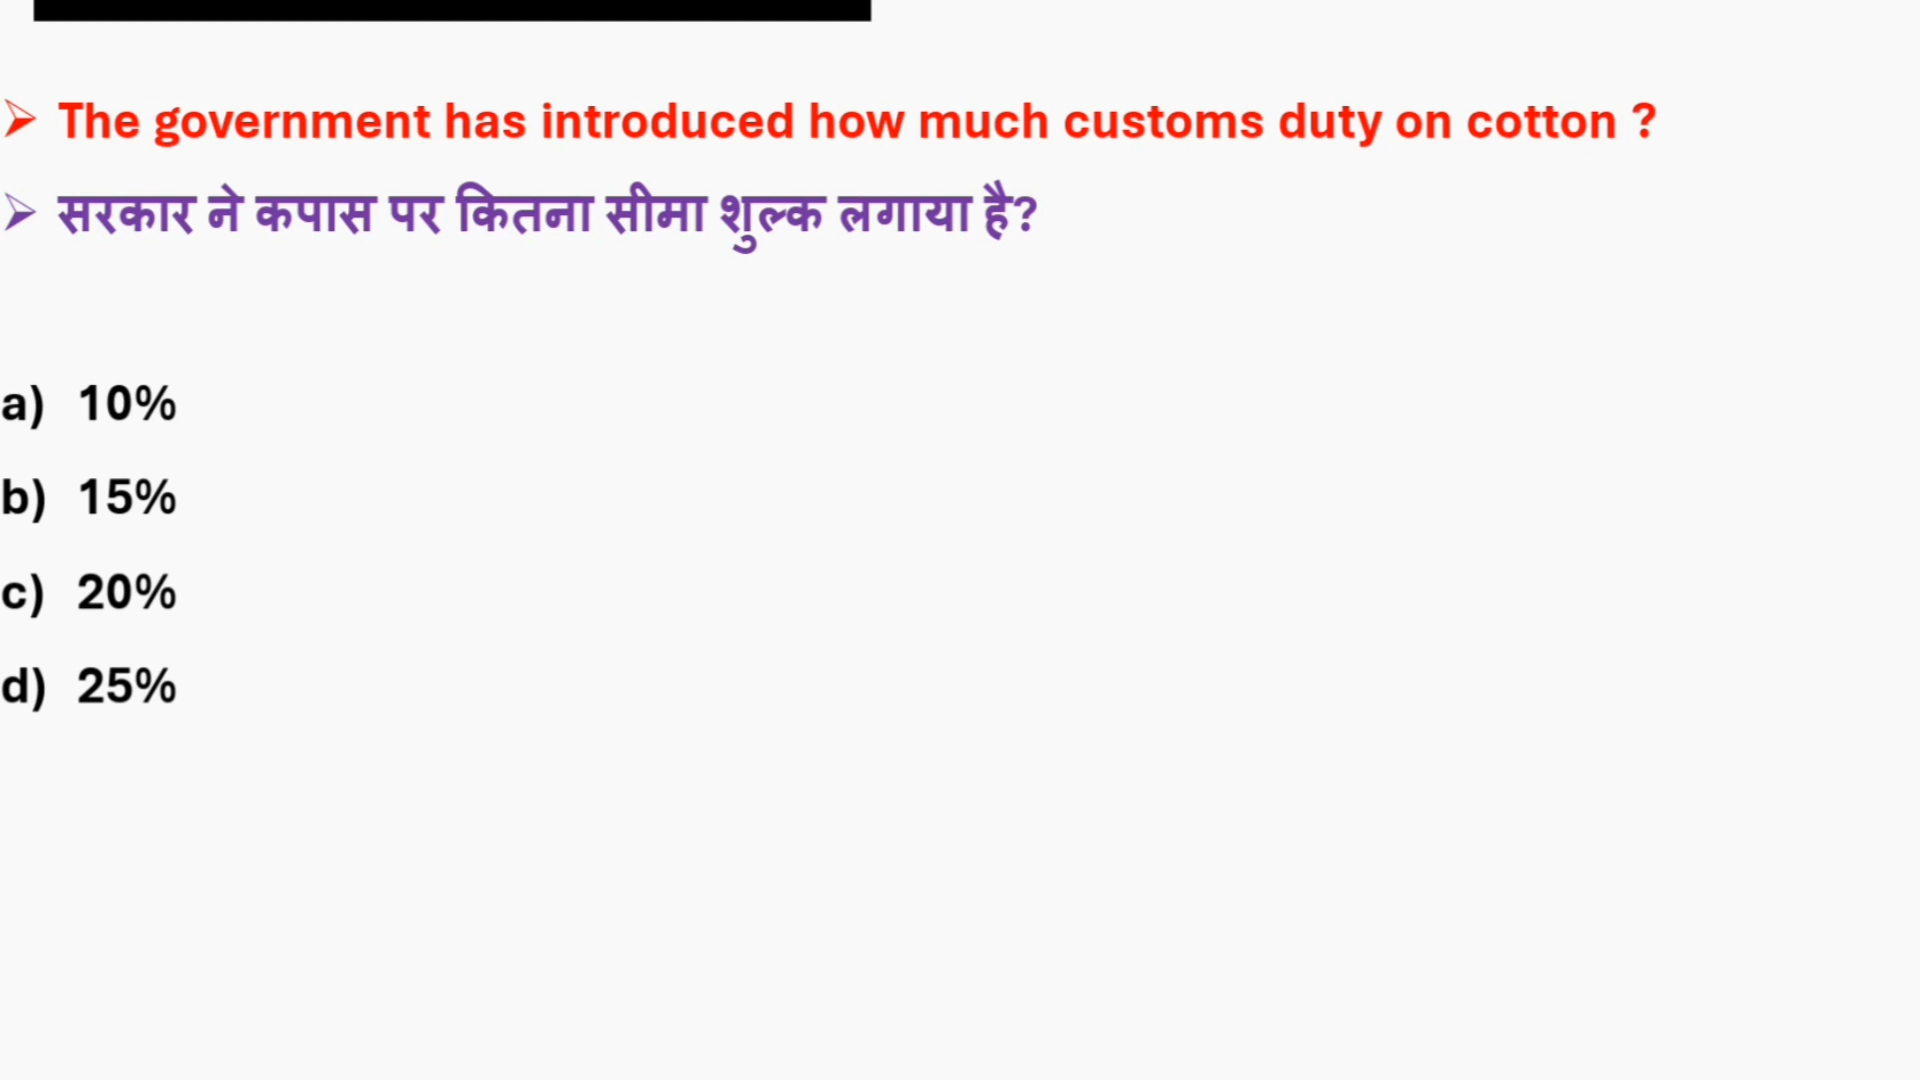 ➢ The government has introduced how much customs duty on cotton ?
➢ सरकार ने कपास पर कितना सीमा शुल्क लगाया है?
a) 10%
b) 15%
c) 20%
d) 25%